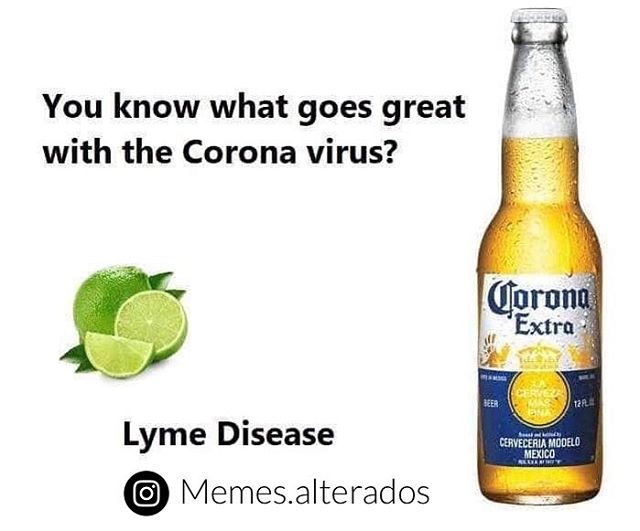 You know what goes great
with the Corona virus?
Corona
Extra
LA
CERVEZA
MAS
FINA
BEER
12 FL.
CERVECERIA MODELO
MEXICO
Lyme Disease
Memes.alterados